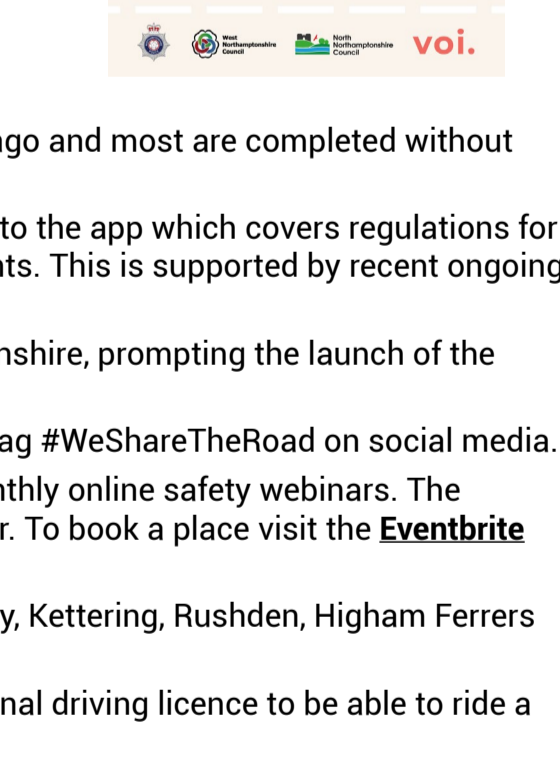 West
Northamptonshire
Council
North
Northamptonshire
Council
voi.
ago and most are completed without
to the app which covers regulations for
nts. This is supported by recent ongoing
nshire, prompting the launch of the
ag #WeShareTheRoad on social media.
nthly online safety webinars. The
r. To book a place visit the Eventbrite
y, Kettering, Rushden, Higham Ferrers
nal driving licence to be able to ride a